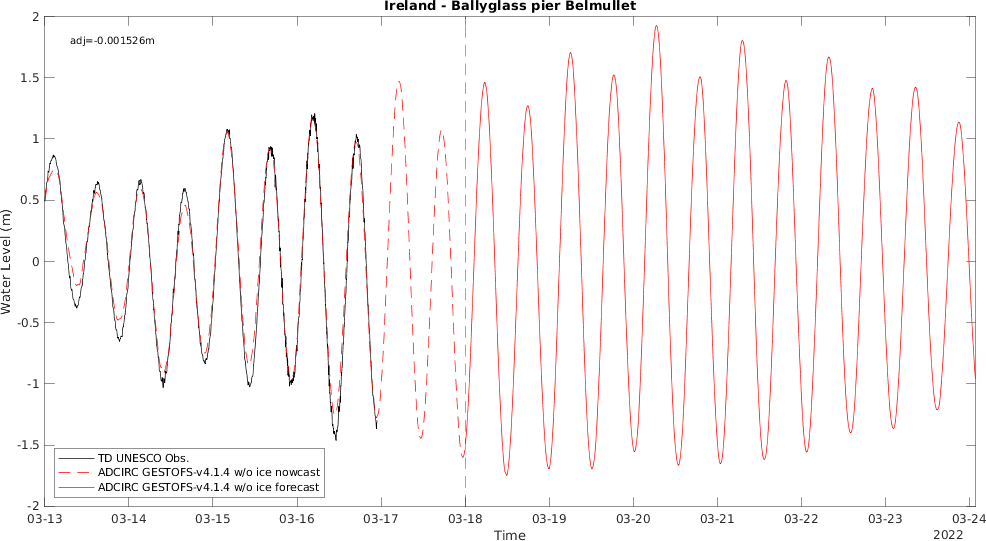 Ireland - Ballyglass pier Belmullet
adj=-0.001526m
2
1.5
1
0.5
0
-0.5
-1
-1.5
-2
Water Level (m)
TD UNESCO Obs.
ADCIRC GESTOFS-v4.1.4 w/o ice nowcast
ADCIRC GESTOFS-v4.1.4 w/o ice forecast
03-13 03-14 03-15 03-16 03-17 03-18 03-19 03-20 03-21 03-22 03-23 03-24
Time
2022